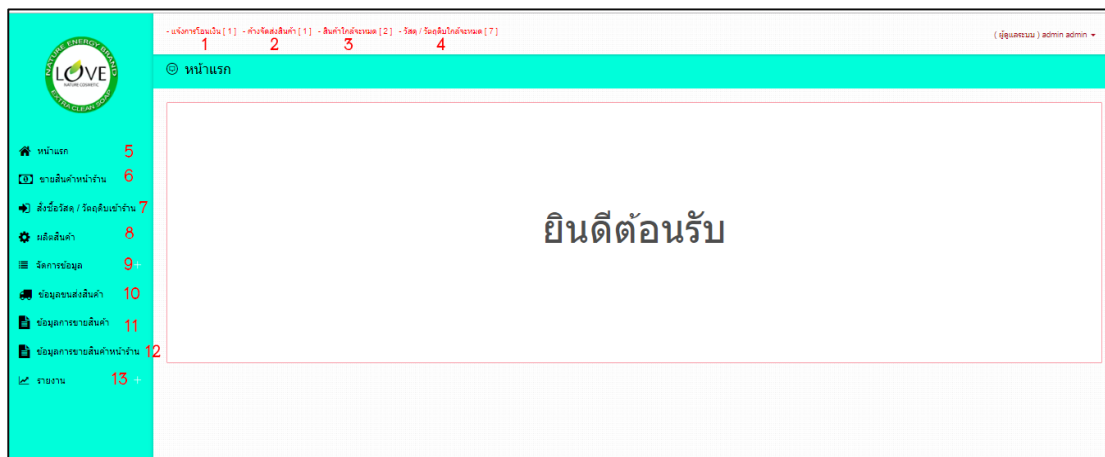 - แจ้งการโอนเงิน [ 1 ] - ค้างจัดส่งสินค้า [ 1 ] - สินค้าใกล้จะหมด [ 2 ] - วัสดุ / วัตถุดิบใกล้จะหมด [ 7 ]
1 2 3 4
( ผู้ดูแลระบบ ) admin admin
NATURE ENERGY BRAND
LOVE
NATURE COSMETIC
EXTRA CLEAN SOAP
หน้าแรก
หน้าแรก 5
ขายสินค้าหน้าร้าน 6
สั่งซื้อวัสดุ / วัตถุดิบเข้าร้าน 7
ผลิตสินค้า 8
จัดการข้อมูล 9 +
ข้อมูลขนส่งสินค้า 10
ข้อมูลการขายสินค้า 11
ข้อมูลการขายสินค้าหน้าร้าน 12
รายงาน 13 +
ยินดีต้อนรับ